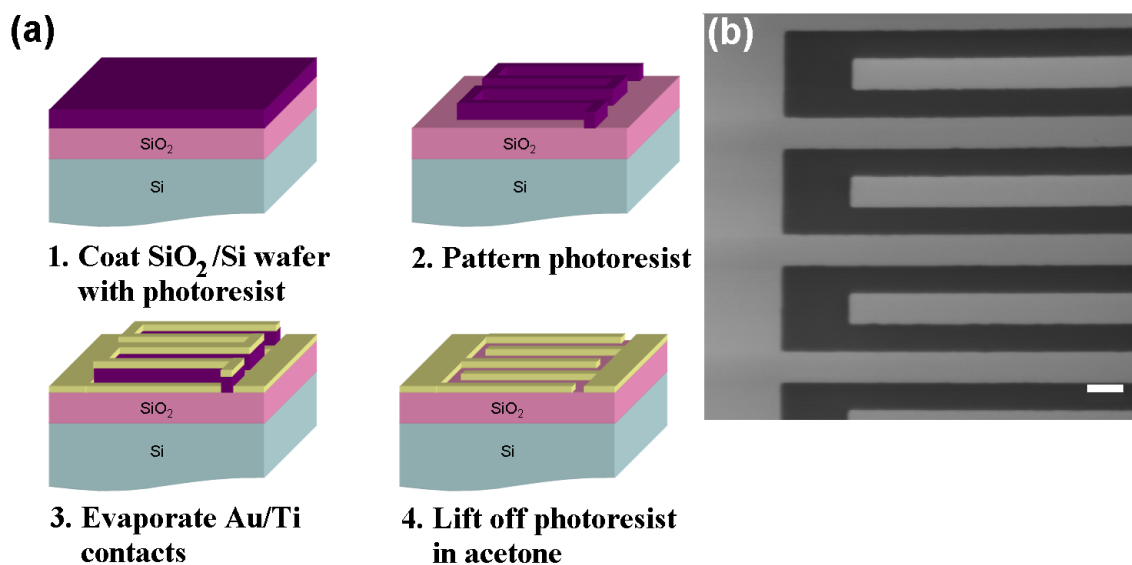 (a)
SiO₂
Si
1. Coat SiO₂/Si wafer
with photoresist
SiO₂
Si
2. Pattern photoresist
SiO₂
Si
3. Evaporate Au/Ti
contacts
SiO₂
Si
4. Lift off photoresist
in acetone
(b)